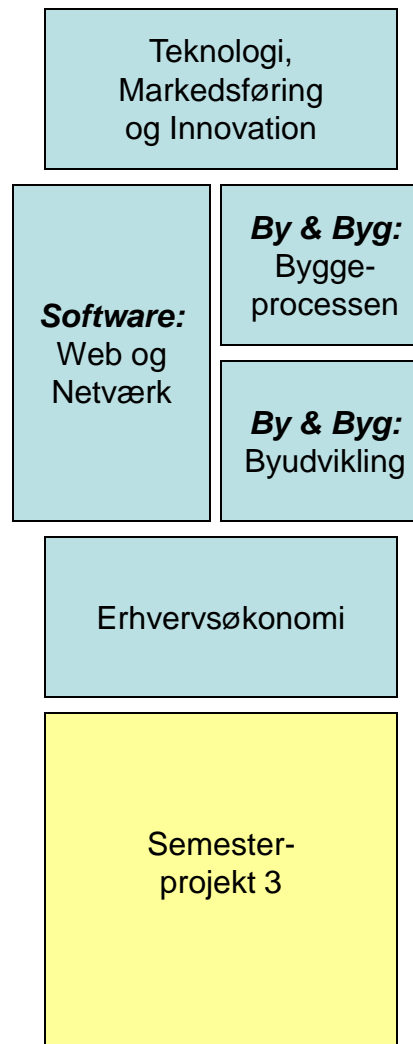 Teknologi,
Markedsføring
og Innovation
Software:
Web og
Netværk
By & Byg:
Bygge-
processen
By & Byg:
Byudvikling
Erhvervsøkonomi
Semester-
projekt 3